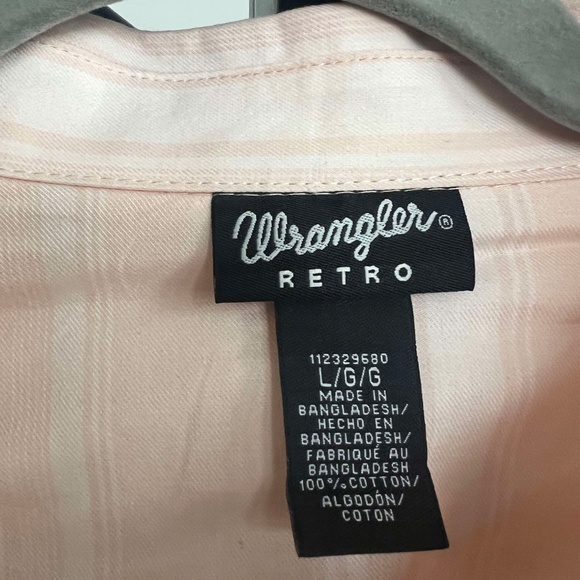 Wrangler®
RETRO
112329680
L/G/G
MADE IN
BANGLADESH/
HECHO EN
BANGLADESH/
FABRIQUÉ AU
BANGLADESH
100%COTTON/
ALGODÓN/
COTON